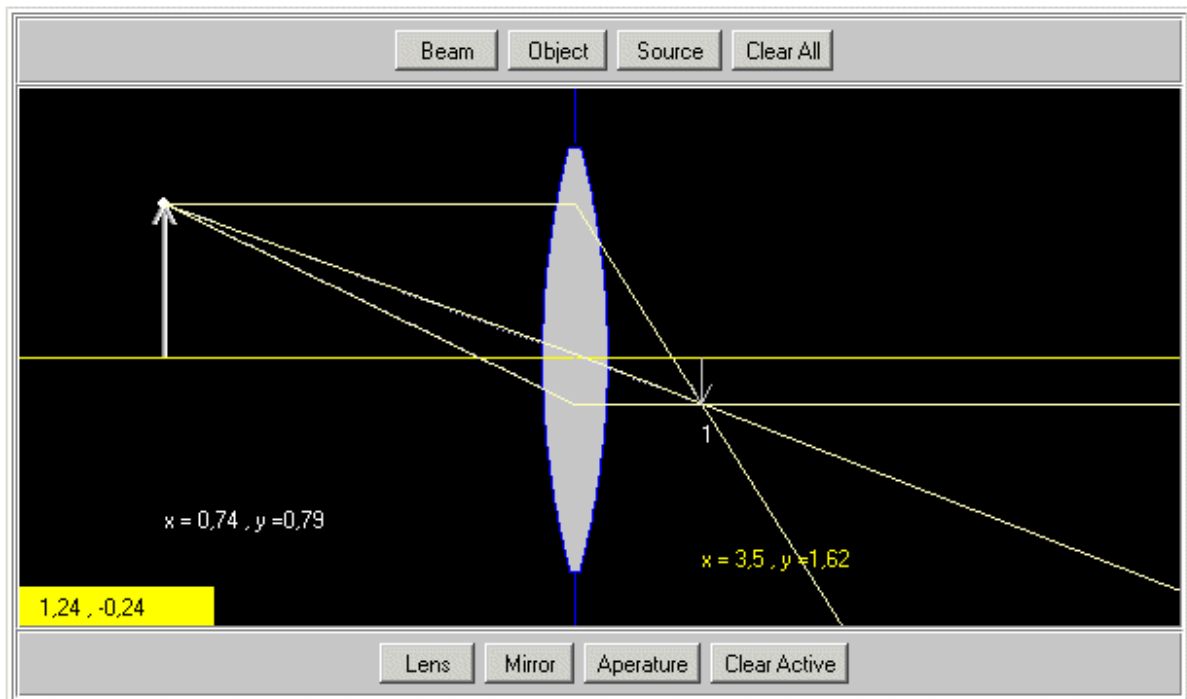 Beam Object Source Clear All
1
x = 0,74 , y =0,79
x = 3,5 , y =1,62
1,24 , -0,24
Lens Mirror Aperature Clear Active